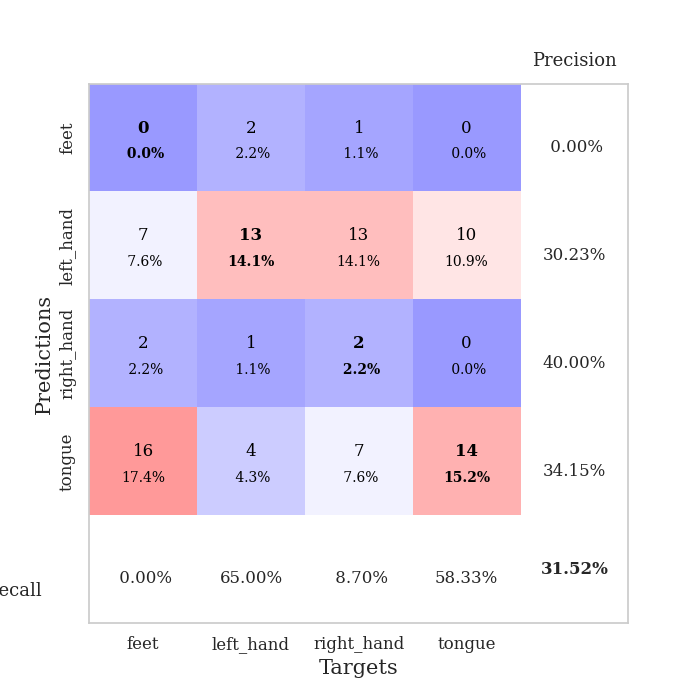 Precision
feet
0 2 1 0 0.00%
0.0% 2.2% 1.1% 0.0%
left_hand
7 13 13 10 30.23%
7.6% 14.1% 14.1% 10.9%
Predictions
right_hand
2 1 2 0 40.00%
2.2% 1.1% 2.2% 0.0%
tongue
16 4 7 14 34.15%
17.4% 4.3% 7.6% 15.2%
ecall 0.00% 65.00% 8.70% 58.33% 31.52%
feet left_hand right_hand tongue
Targets